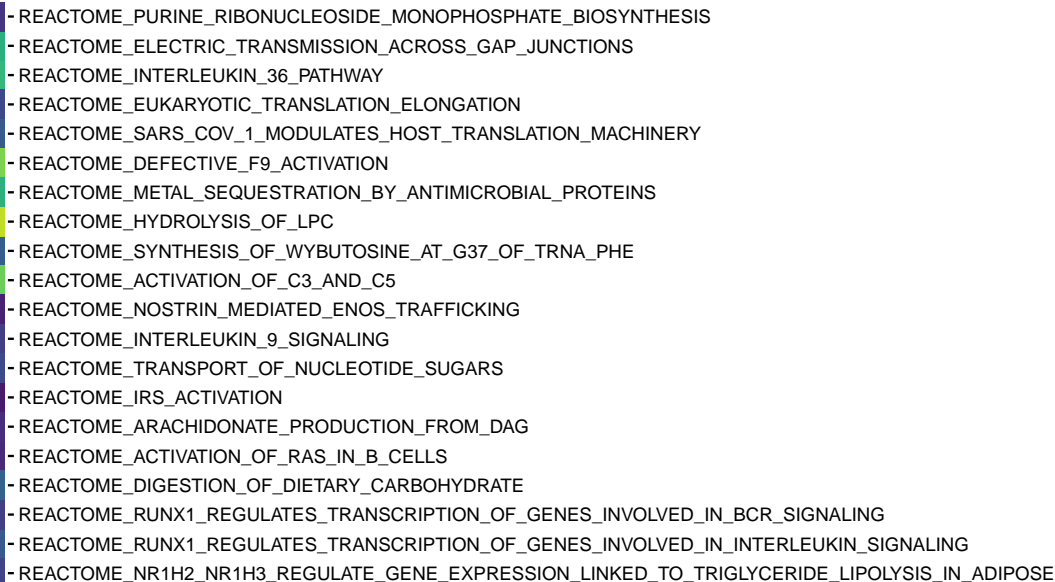 REACTOME_PURINE_RIBONUCLEOSIDE_MONOPHOSPHATE_BIOSYNTHESIS
REACTOME_ELECTRIC_TRANSMISSION_ACROSS_GAP_JUNCTIONS
REACTOME_INTERLEUKIN_36_PATHWAY
REACTOME_EUKARYOTIC_TRANSLATION_ELONGATION
REACTOME_SARS_COV_1_MODULATES_HOST_TRANSLATION_MACHINERY
REACTOME_DEFECTIVE_F9_ACTIVATION
REACTOME_METAL_SEQUESTRATION_BY_ANTIMICROBIAL_PROTEINS
REACTOME_HYDROLYSIS_OF_LPC
REACTOME_SYNTHESIS_OF_WYBUTOSINE_AT_G37_OF_TRNA_PHE
REACTOME_ACTIVATION_OF_C3_AND_C5
REACTOME_NOSTRIN_MEDIATED_ENOS_TRAFFICKING
REACTOME_INTERLEUKIN_9_SIGNALING
REACTOME_TRANSPORT_OF_NUCLEOTIDE_SUGARS
REACTOME_IRS_ACTIVATION
REACTOME_ARACHIDONATE_PRODUCTION_FROM_DAG
REACTOME_ACTIVATION_OF_RAS_IN_B_CELLS
REACTOME_DIGESTION_OF_DIETARY_CARBOHYDRATE
REACTOME_RUNX1_REGULATES_TRANSCRIPTION_OF_GENES_INVOLVED_IN_BCR_SIGNALING
REACTOME_RUNX1_REGULATES_TRANSCRIPTION_OF_GENES_INVOLVED_IN_INTERLEUKIN_SIGNALING
REACTOME_NR1H2_NR1H3_REGULATE_GENE_EXPRESSION_LINKED_TO_TRIGLYCERIDE_LIPOLYSIS_IN_ADIPOSE